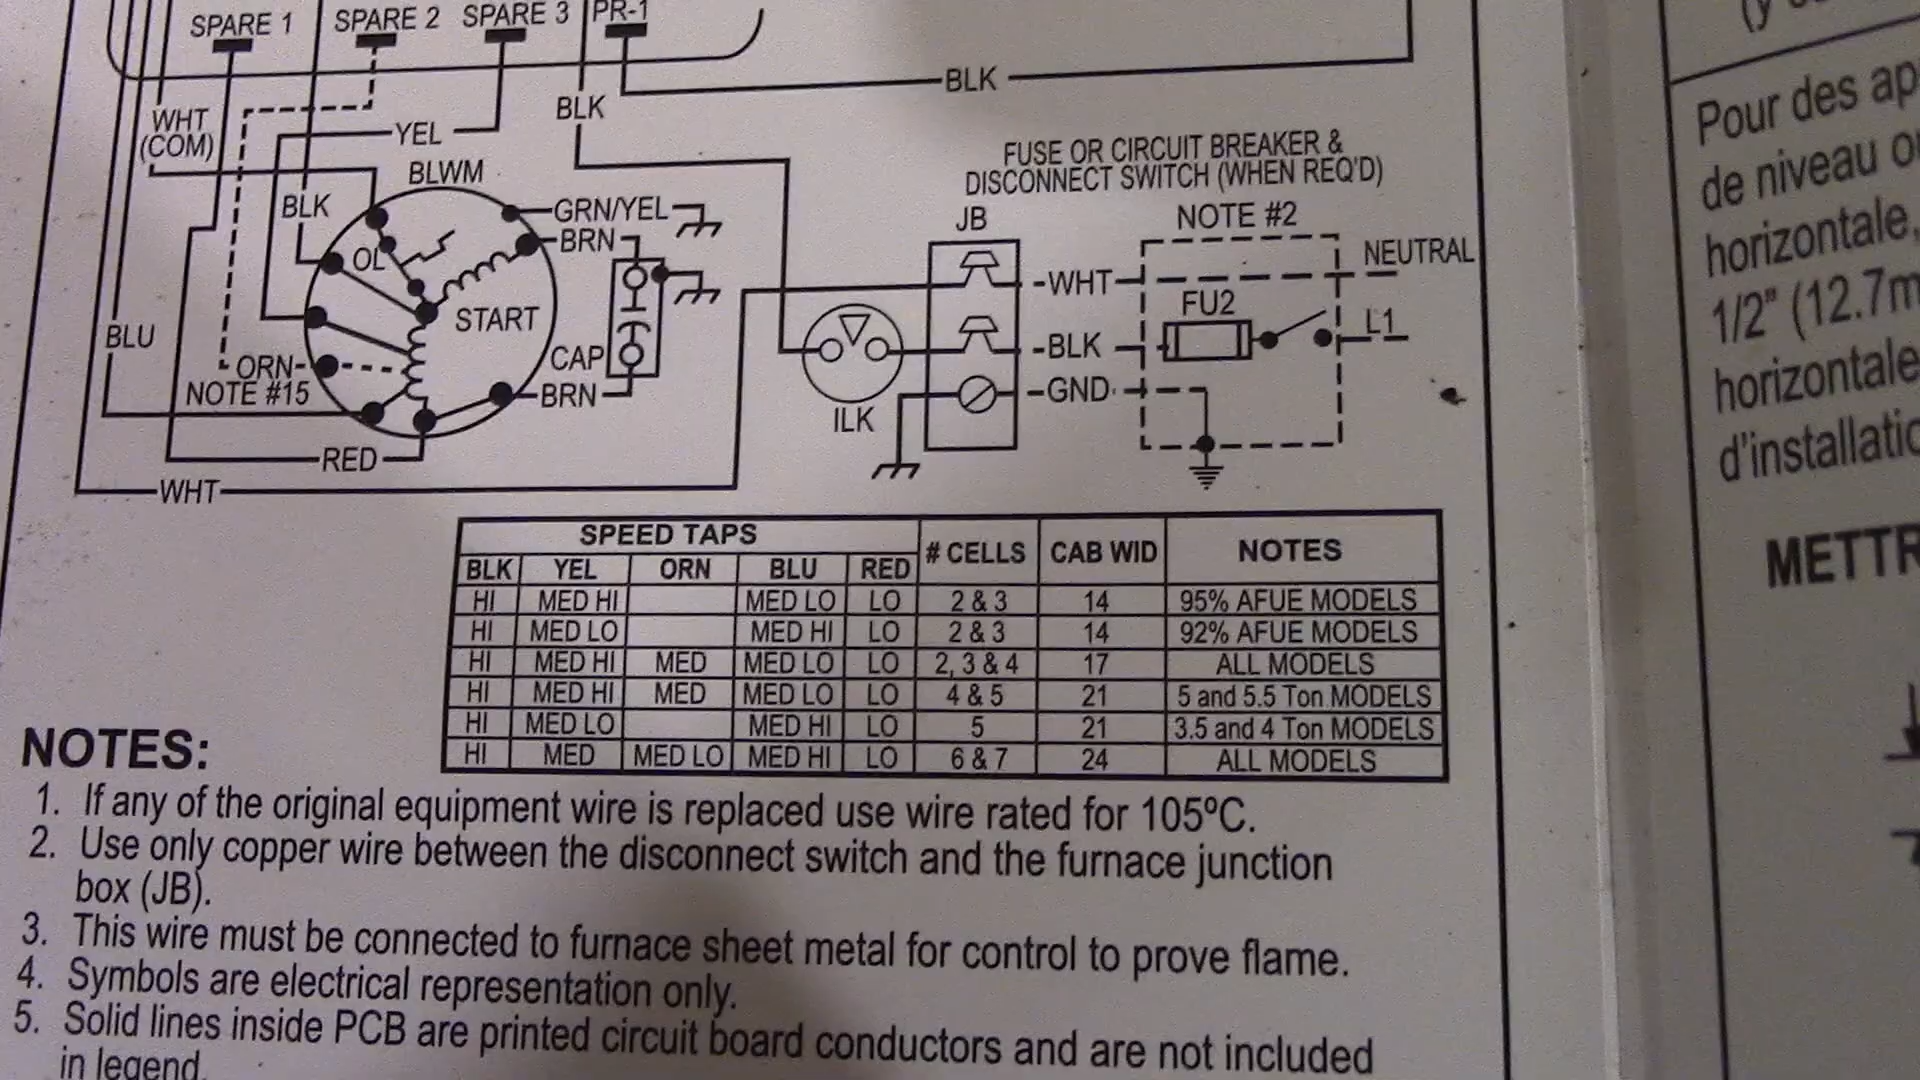 SPARE 1
SPARE 2
SPARE 3
PR-1
BLK
WHT
(COM)
YEL
BLK
BLWM
BLK
GRN/YEL
BRN
OL
START
BLU
ORN
NOTE #15
CAP
BRN
RED
WHT
FUSE OR CIRCUIT BREAKER &
DISCONNECT SWITCH (WHEN REQ'D)
JB
NOTE #2
NEUTRAL
WHT
FU2
L1
BLK
GND
ILK
SPEED TAPS # CELLS CAB WID NOTES
BLK YEL ORN BLU RED
HI MED HI MED LO LO 2 & 3 14 95% AFUE MODELS
HI MED LO MED HI LO 2 & 3 14 92% AFUE MODELS
HI MED HI MED MED LO LO 2, 3 & 4 17 ALL MODELS
HI MED HI MED MED LO LO 4 & 5 21 5 and 5.5 Ton MODELS
HI MED LO MED HI LO 5 21 3.5 and 4 Ton MODELS
HI MED MED LO MED HI LO 6 & 7 24 ALL MODELS
NOTES:
1. If any of the original equipment wire is replaced use wire rated for 105ºC.
2. Use only copper wire between the disconnect switch and the furnace junction
box (JB).
3. This wire must be connected to furnace sheet metal for control to prove flame.
4. Symbols are electrical representation only.
5. Solid lines inside PCB are printed circuit board conductors and are not included
in legend.
Pour des ap
de niveau o
horizontale,
1/2" (12.7m
horizontale
d'installatio
METTR